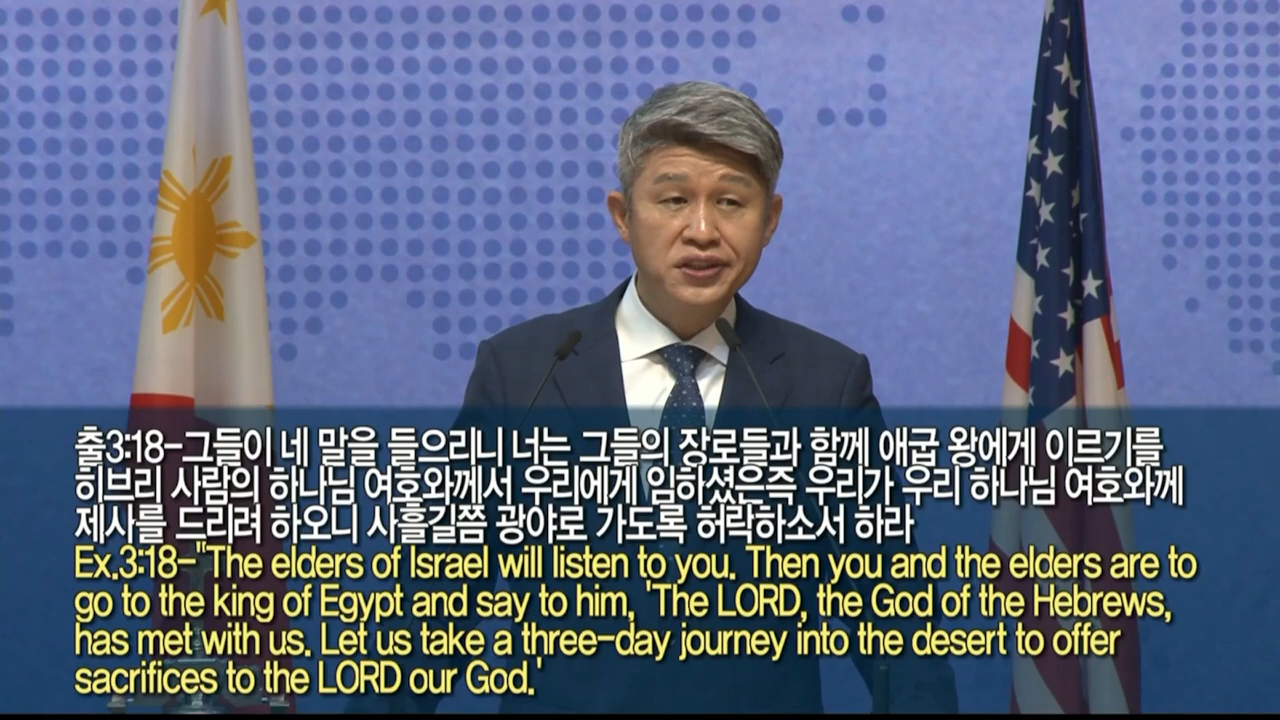 출3:18-그들이 네 말을 들으리니 너는 그들의 장로들과 함께 애굽 왕에게 이르기를
히브리 사람의 하나님 여호와께서 우리에게 임하셨은즉 우리가 우리 하나님 여호와께
제사를 드리려 하오니 사흘길쯤 광야로 가도록 허락하소서 하라
Ex.3:18-"The elders of Israel will listen to you. Then you and the elders are to
go to the king of Egypt and say to him, 'The LORD, the God of the Hebrews,
has met with us. Let us take a three-day journey into the desert to offer
sacrifices to the LORD our God.'